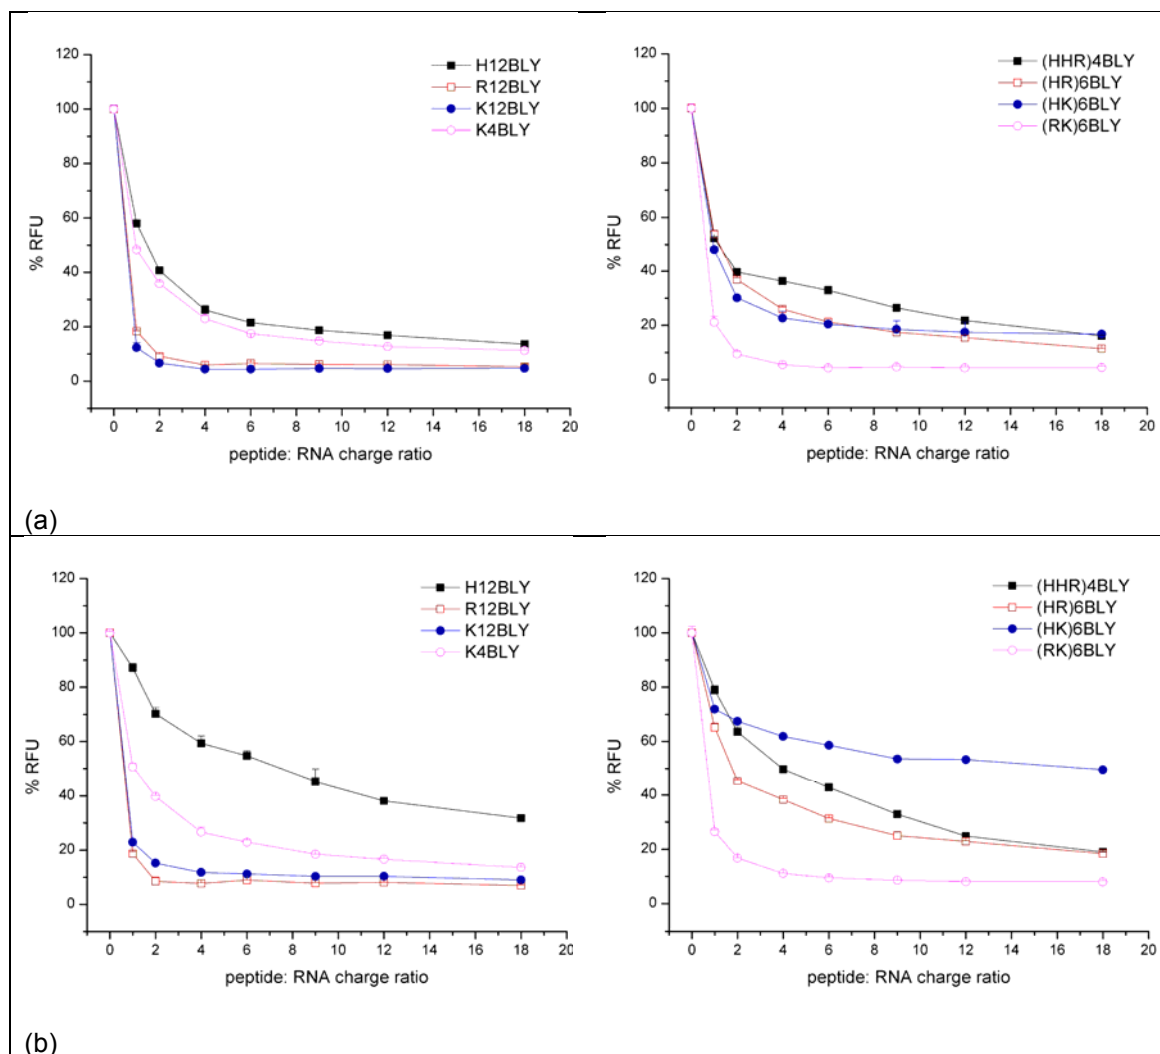 120
100
80
60
40
20
0
% RFU
H12BLY
R12BLY
K12BLY
K4BLY
0 2 4 6 8 10 12 14 16 18 20
peptide: RNA charge ratio
120
100
80
60
40
20
0
% RFU
(HHR)4BLY
(HR)6BLY
(HK)6BLY
(RK)6BLY
0 2 4 6 8 10 12 14 16 18 20
peptide: RNA charge ratio
(a)
120
100
80
60
40
20
0
% RFU
H12BLY
R12BLY
K12BLY
K4BLY
0 2 4 6 8 10 12 14 16 18 20
peptide: RNA charge ratio
120
100
80
60
40
20
0
% RFU
(HHR)4BLY
(HR)6BLY
(HK)6BLY
(RK)6BLY
0 2 4 6 8 10 12 14 16 18 20
peptide: RNA charge ratio
(b)